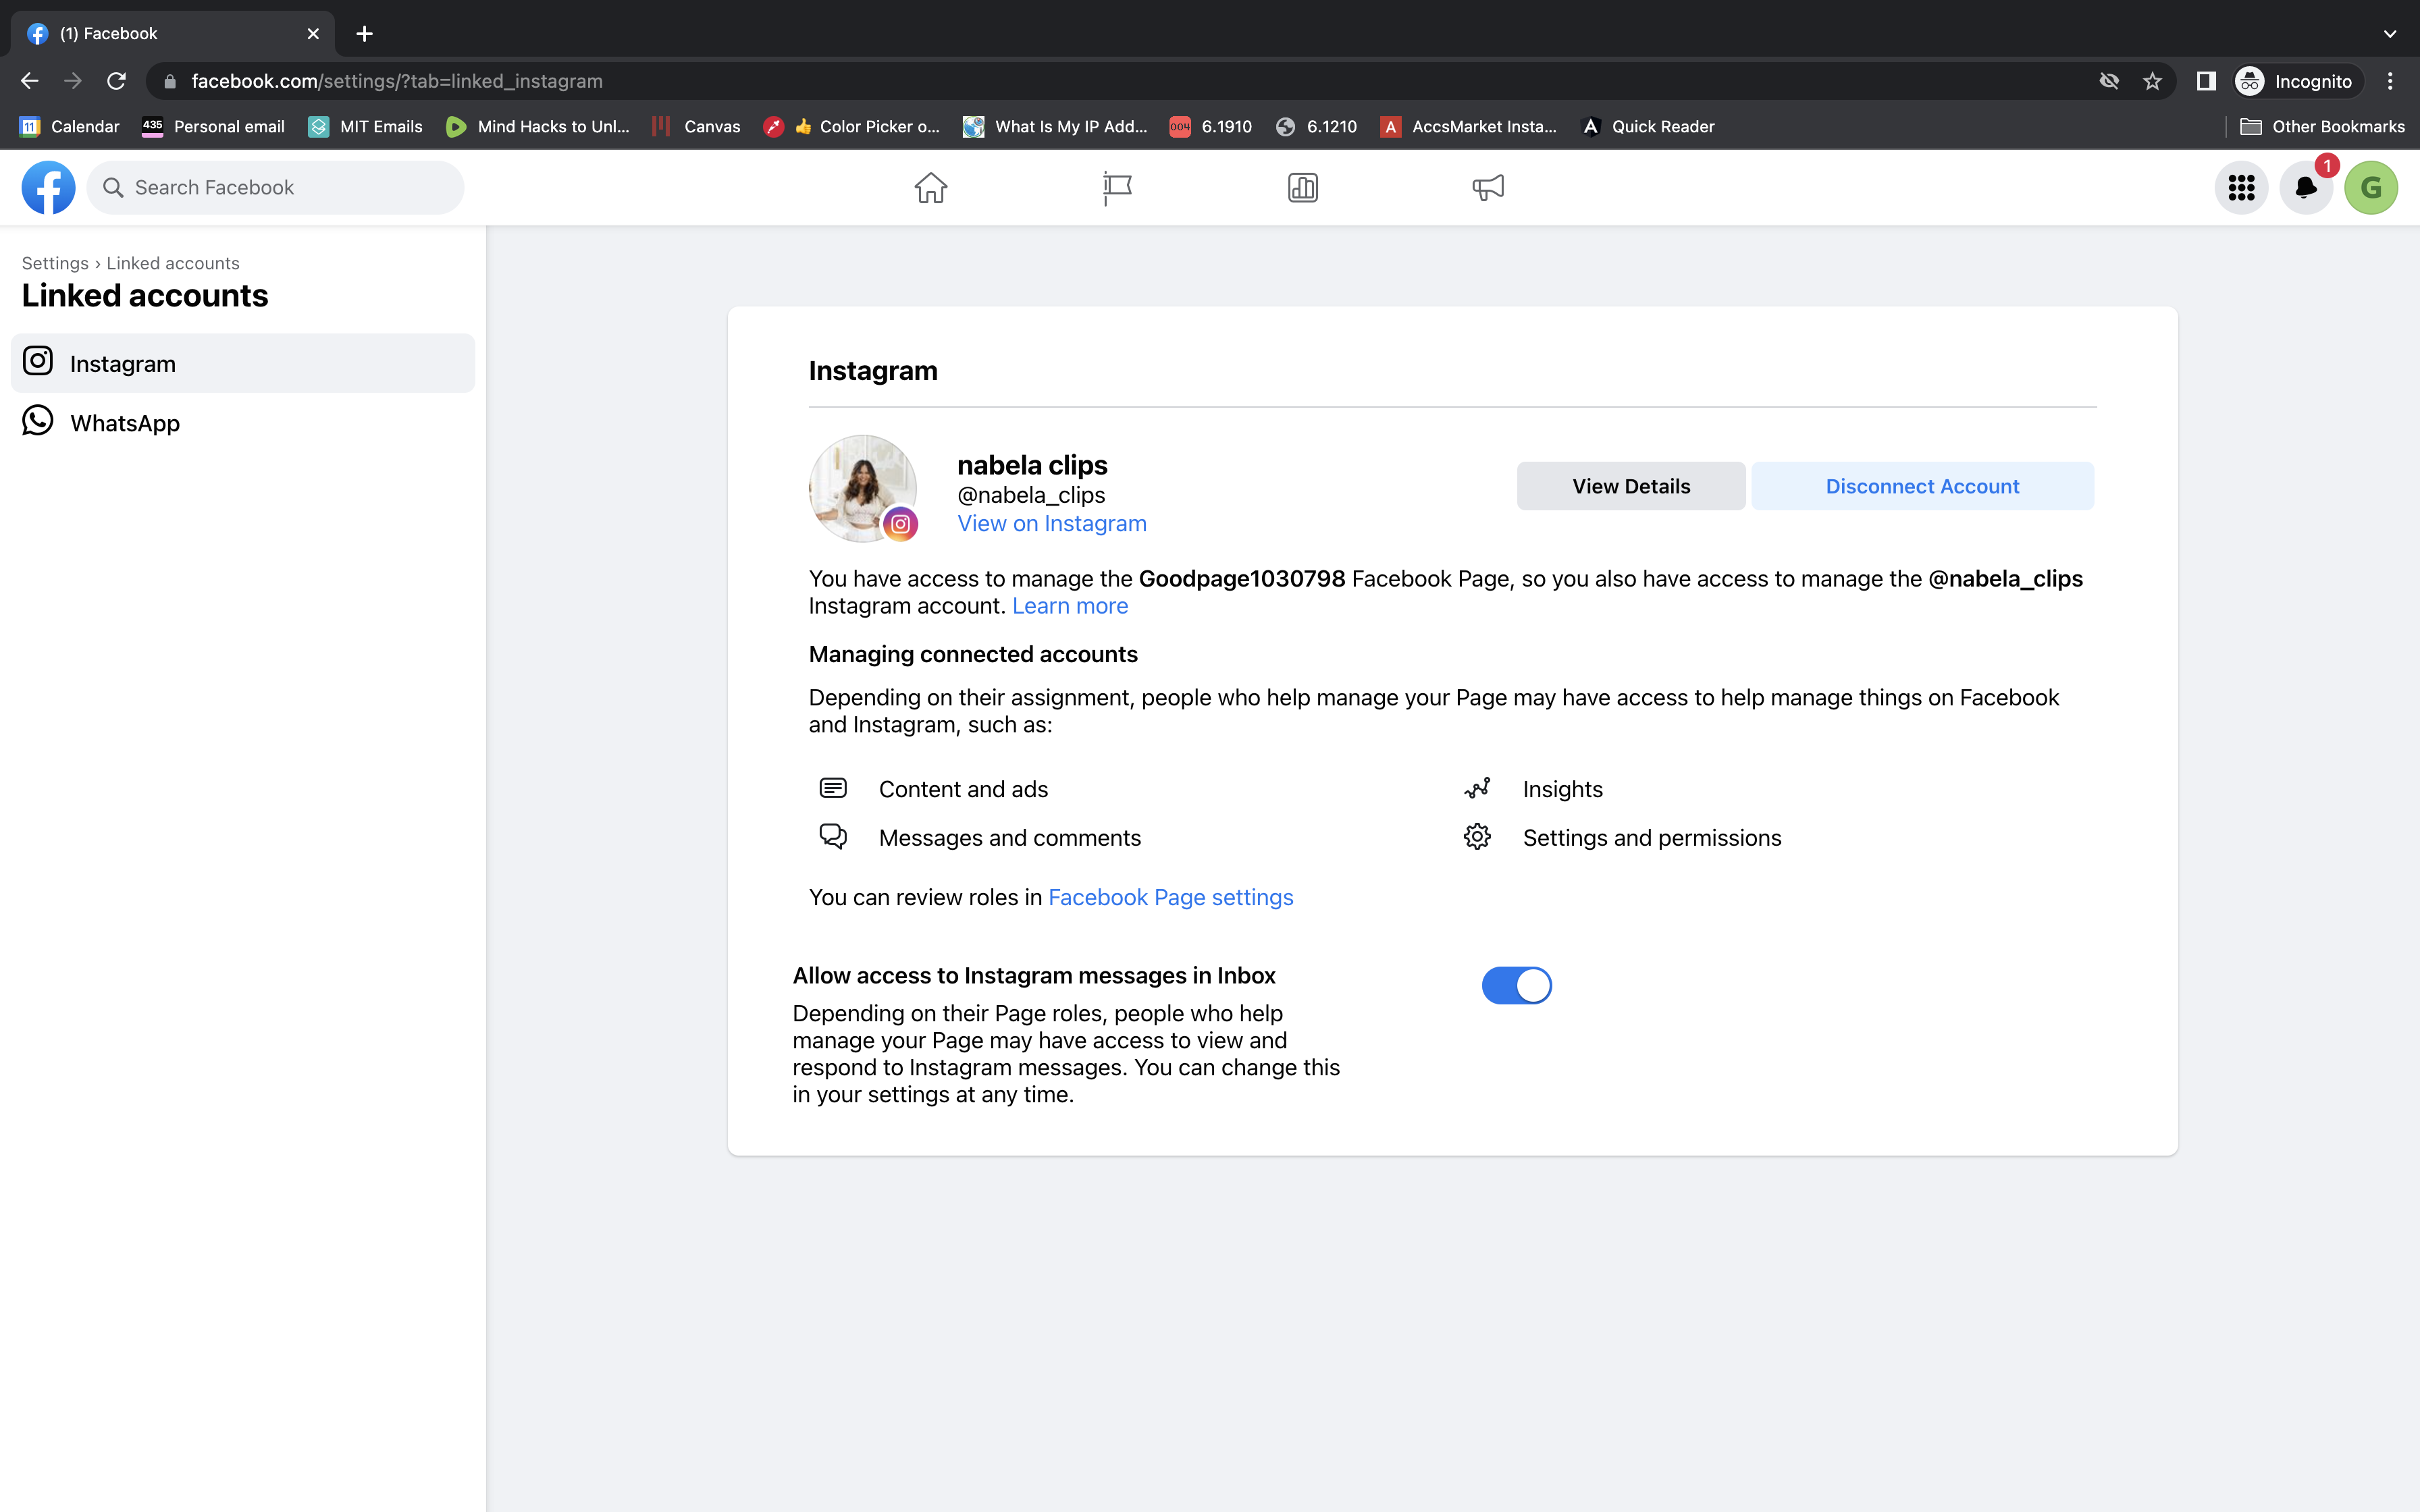 (1) Facebook
facebook.com/settings/?tab=linked_instagram
Incognito
11 Calendar
435 Personal email
MIT Emails
Mind Hacks to Unl...
Canvas
👍 Color Picker o...
What Is My IP Add...
004 6.1910
6.1210
A AccsMarket Insta...
Quick Reader
Other Bookmarks
Search Facebook
1
G
Settings › Linked accounts
Linked accounts
Instagram
WhatsApp
Instagram
nabela clips
@nabela_clips
View on Instagram
View Details
Disconnect Account
You have access to manage the Goodpage1030798 Facebook Page, so you also have access to manage the @nabela_clips
Instagram account. Learn more
Managing connected accounts
Depending on their assignment, people who help manage your Page may have access to help manage things on Facebook
and Instagram, such as:
Content and ads
Insights
Messages and comments
Settings and permissions
You can review roles in Facebook Page settings
Allow access to Instagram messages in Inbox
Depending on their Page roles, people who help
manage your Page may have access to view and
respond to Instagram messages. You can change this
in your settings at any time.